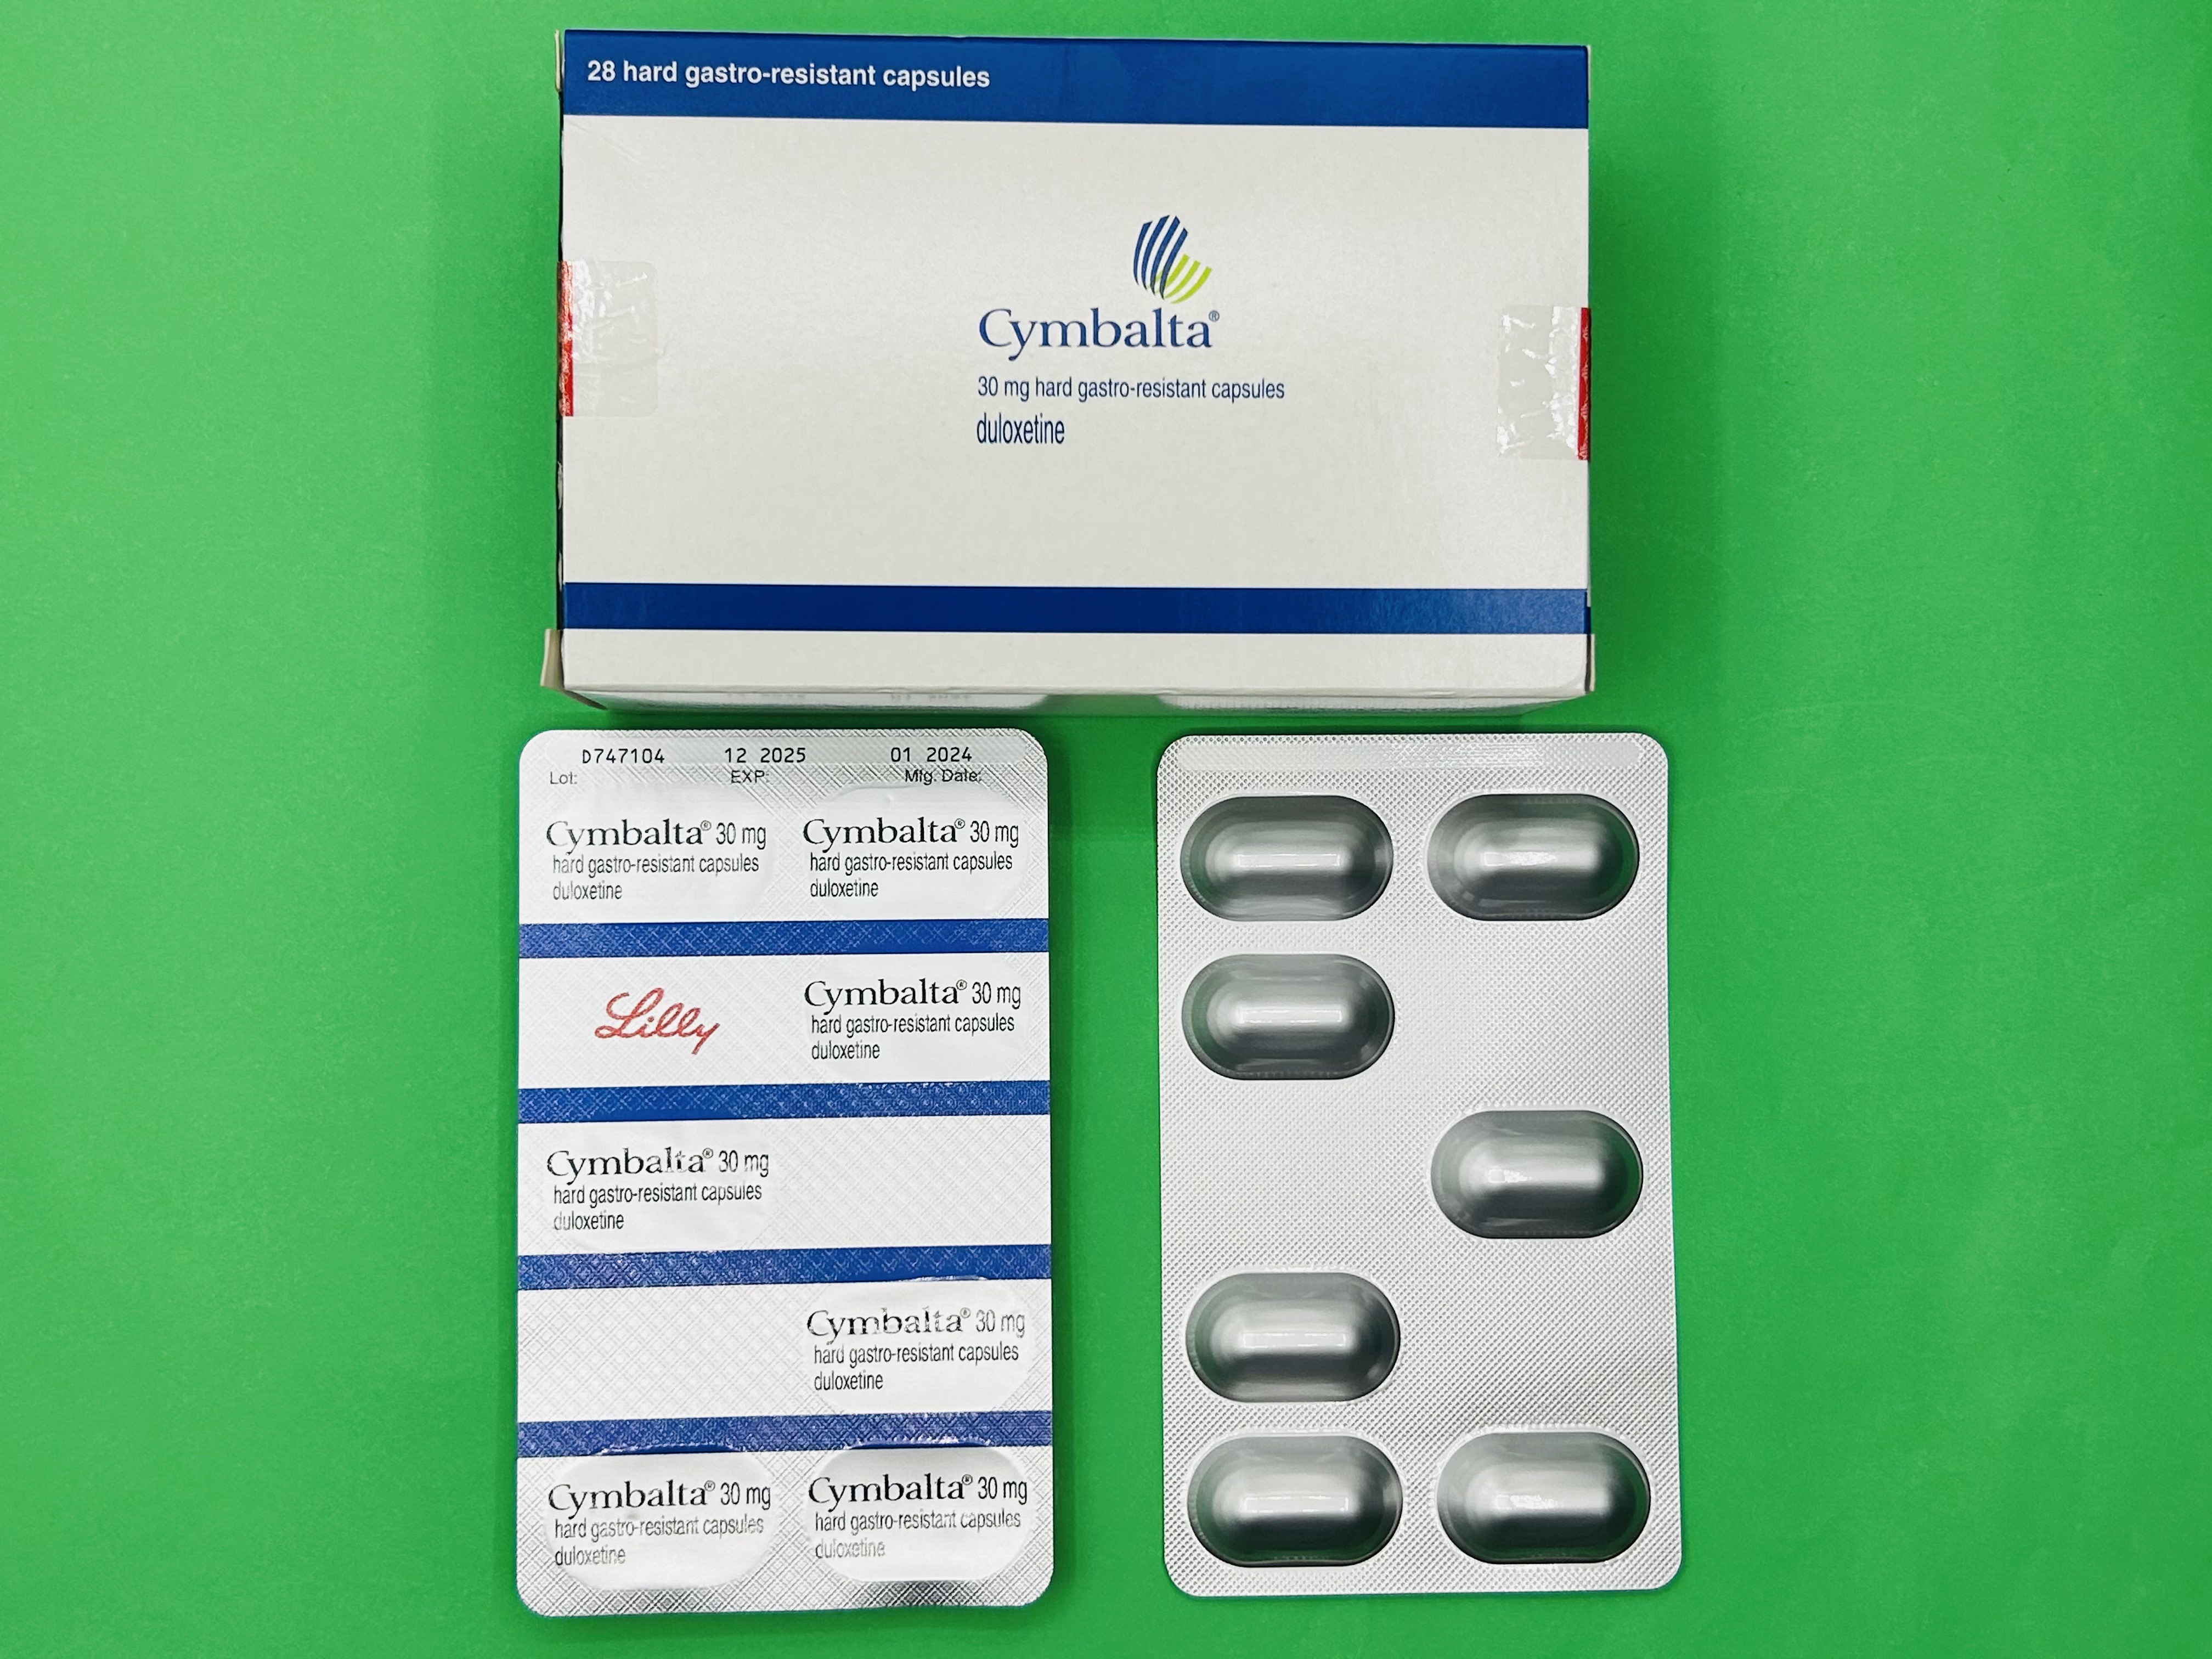 28 hard gastro-resistant capsules
Cymbalta®
30 mg hard gastro-resistant capsules
duloxetine
D747104 12 2025 01 2024
Lot: EXP: Mfg. Date:
Cymbalta® 30 mg
hard gastro-resistant capsules
duloxetine
Cymbalta® 30 mg
hard gastro-resistant capsules
duloxetine
Lilly
Cymbalta® 30 mg
hard gastro-resistant capsules
duloxetine
Cymbalta® 30 mg
hard gastro-resistant capsules
duloxetine
Cymbalta® 30 mg
hard gastro-resistant capsules
duloxetine
Cymbalta® 30 mg
hard gastro-resistant capsules
duloxetine
Cymbalta® 30 mg
hard gastro-resistant capsules
duloxetine